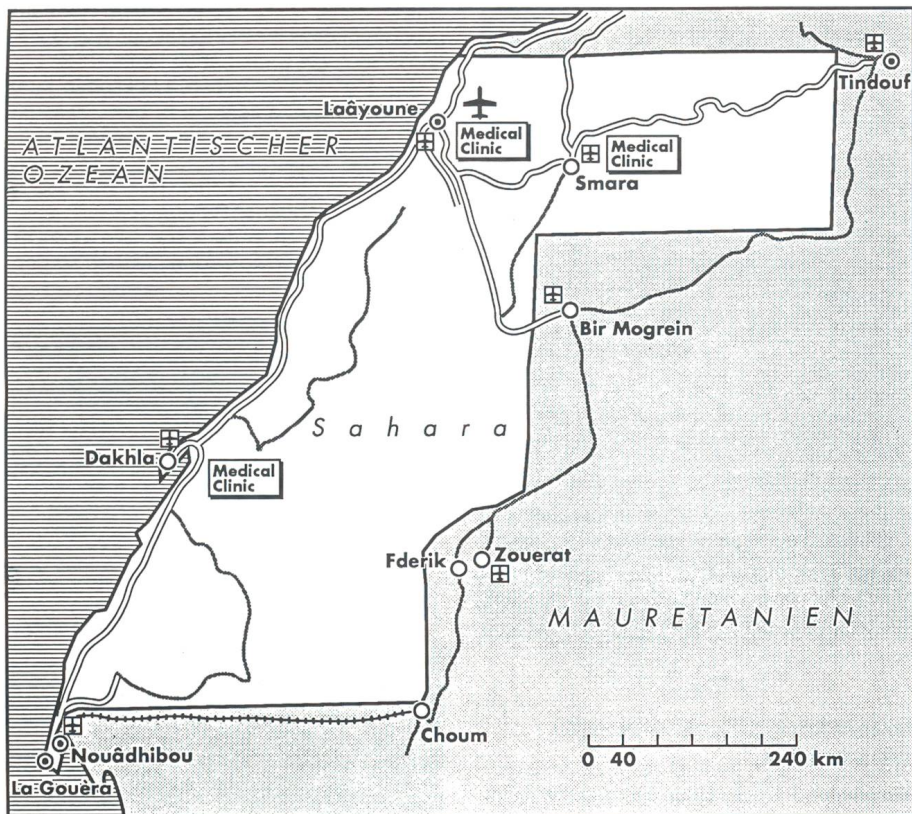 Tindouf
Laâyoune
Medical
Clinic
ATLANTISCHER
OZEAN
Medical
Clinic
Smara
Bir Mogrein
Sahara
Dakhla
Medical
Clinic
Fderik
Zouerat
MAURETANIEN
Choum
Nouâdhibou
La Gouèra
0 40 240 km